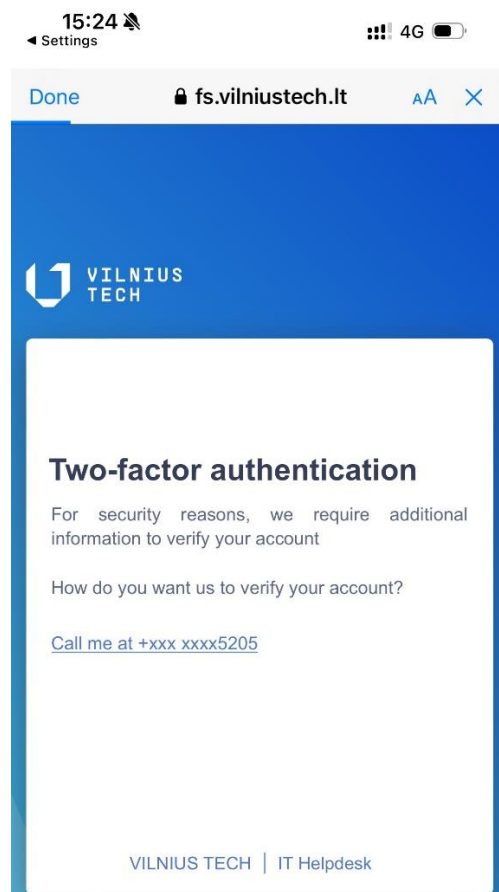 15:24
◀ Settings
4G
Done
fs.vilniustech.lt
AA
VILNIUS
TECH
Two-factor authentication
For security reasons, we require additional
information to verify your account
How do you want us to verify your account?
Call me at +xxx xxxx5205
VILNIUS TECH | IT Helpdesk